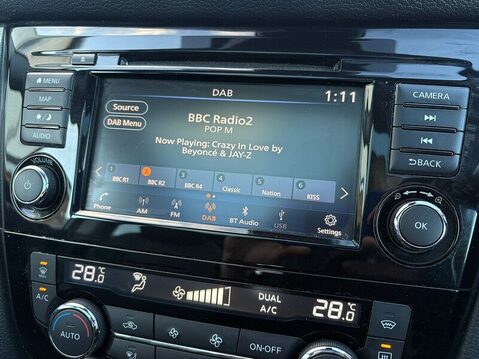 MENU
MAP
AUDIO
VOLUME
DAB
1:11
Source
DAB Menu
BBC Radio2
POP M
Now Playing: Crazy In Love by
Beyoncé & JAY-Z
1 2 3 4 5 6
BBC R1 BBC R2 BBC R4 Classic Nation KISS
Phone AM FM DAB BT Audio USB Settings
CAMERA
BACK
OK
28.0 °C
A/C
AUTO
DUAL
A/C
28.0 °C
ON·OFF